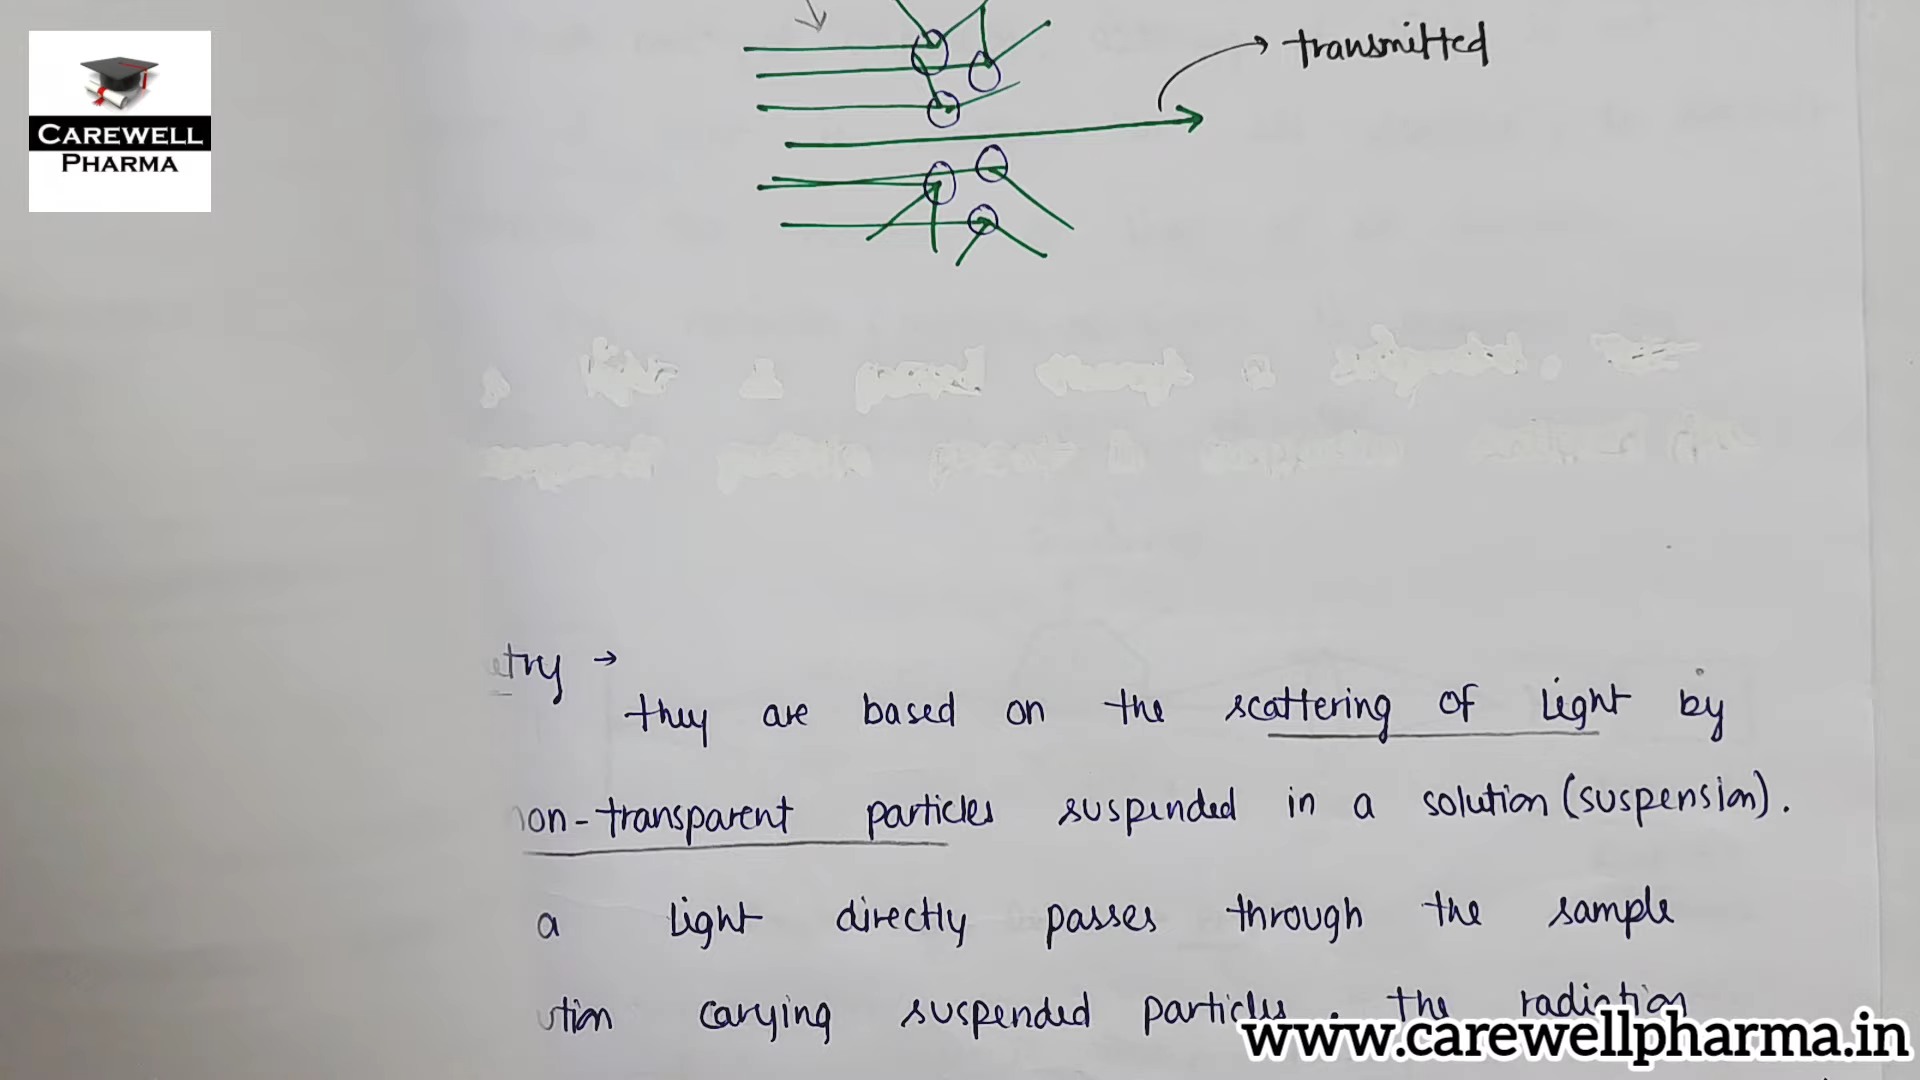 CAREWELL
PHARMA
transmitted
etry →
they are based on the scattering of Light by
non-transparent particles suspended in a solution (suspension).
a Light directly passes through the sample
ution carying suspended particles. the radiation
www.carewellpharma.in